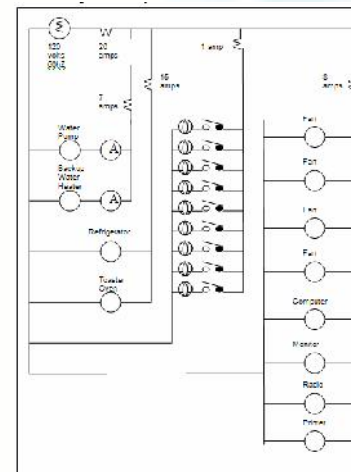 S
120
volts
60HZ
20
amps
1 amp
15
amps
8
amps
7
amps
Water
Pump
A
Backup
Water
Heater
A
Refrigerator
Toaster
Oven
Fan
Fan
Fan
Fan
Computer
Monitor
Radio
Printer